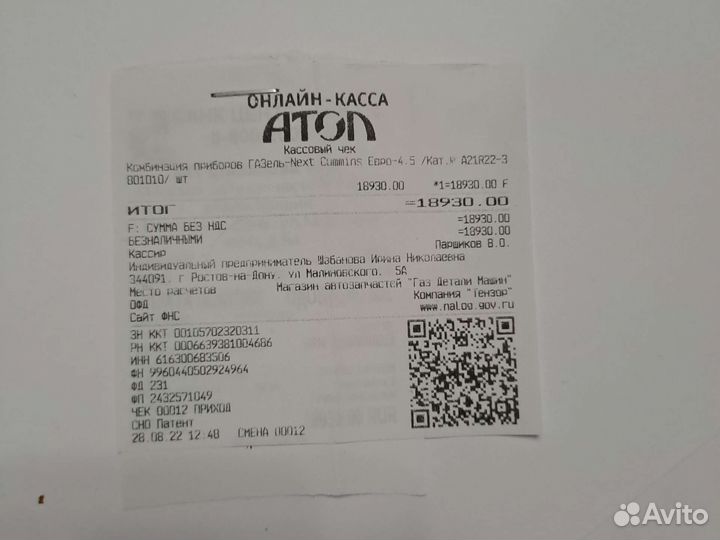 ОНЛАЙН-КАССА
АТОЛ
Кассовый чек
Комбинация приборов ГАЗель-Next Cummins Евро-4.5 /Кат.№ A21R22-3
801010/ шт
18930.00 *1=18930.00 F
ИТОГ =18930.00
F: СУММА БЕЗ НДС =18930.00
БЕЗНАЛИЧНЫМИ =18930.00
Кассир Паршиков В.О.
Индивидуальный предприниматель Шабанова Ирина Николаевна
344091, г Ростов-на-Дону, ул Малиновского, 5А
Место расчетов Магазин автозапчастей "Газ Детали Машин"
ОФД Компания "Тензор"
Сайт ФНС www.nalog.gov.ru
ЗН ККТ 00105702320311
РН ККТ 0006639381004686
ИНН 616300683506
ФН 9960440502924964
ФД 231
ФП 2432571049
ЧЕК 00012 ПРИХОД
СНО Патент
28.08.22 12:48 СМЕНА 00012
Avito